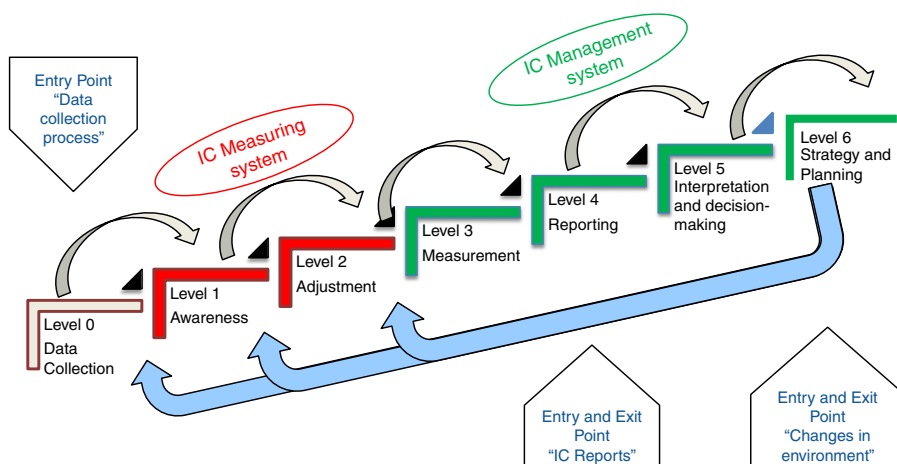 Entry Point
“Data
collection
process”
IC Measuring
system
IC Management
system
Level 0
Data
Collection
Level 1
Awareness
Level 2
Adjustment
Level 3
Measurement
Level 4
Reporting
Level 5
Interpretation
and decision-
making
Level 6
Strategy and
Planning
Entry and Exit
Point
“IC Reports”
Entry and Exit
Point
“Changes in
environment”